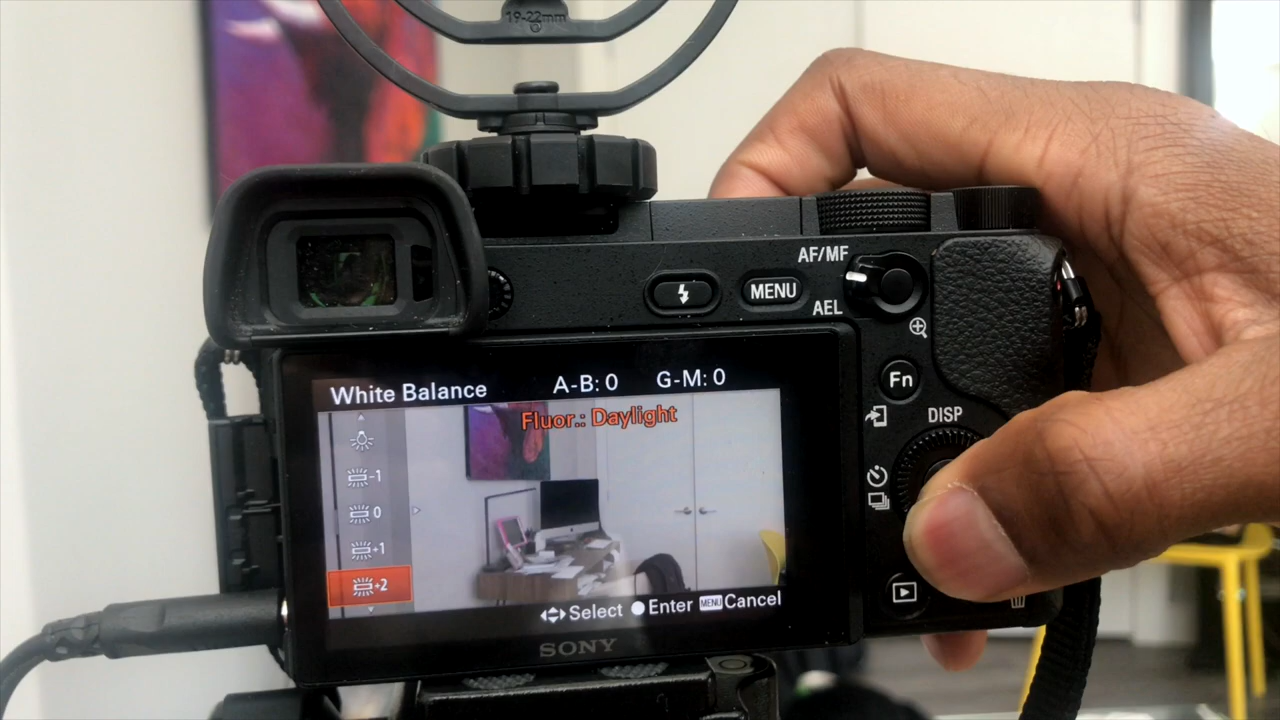 19-22mm
AF/MF
MENU
AEL
Fn
DISP
White Balance A-B: 0 G-M: 0
Fluor.: Daylight
-1
0
+1
+2
Select Enter MENU Cancel
SONY